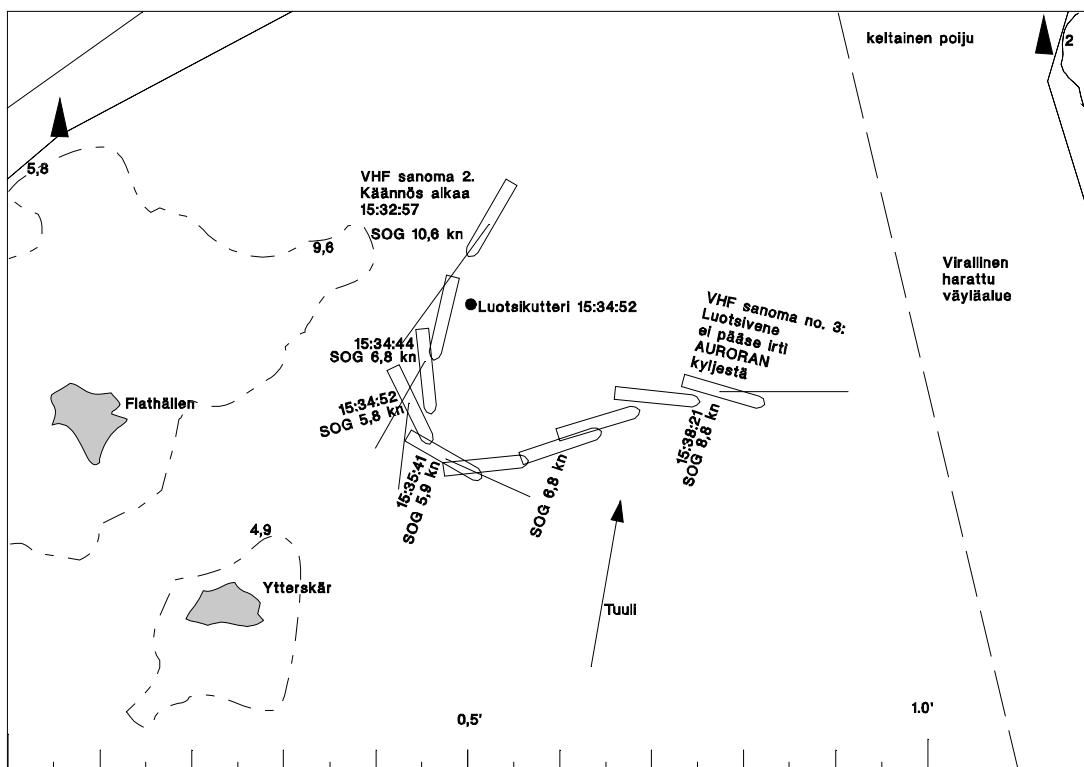 keltainen poiju
2
5,8
VHF sanoma 2.
Käännös alkaa
15:32:57
SOG 10,6 kn
9,6
Virallinen
harattu
väyläalue
Luotsikutteri 15:34:52
VHF sanoma no. 3:
Luotsivene
ei pääse irti
AURORAN
kyljestä
15:34:44
SOG 6,8 kn
15:34:52
SOG 5,8 kn
Flathällen
15:35:41
SOG 5,9 kn
SOG 6,8 kn
15:38:21
SOG 8,8 kn
4,9
Ytterskär
Tuuli
0,5'
1.0'